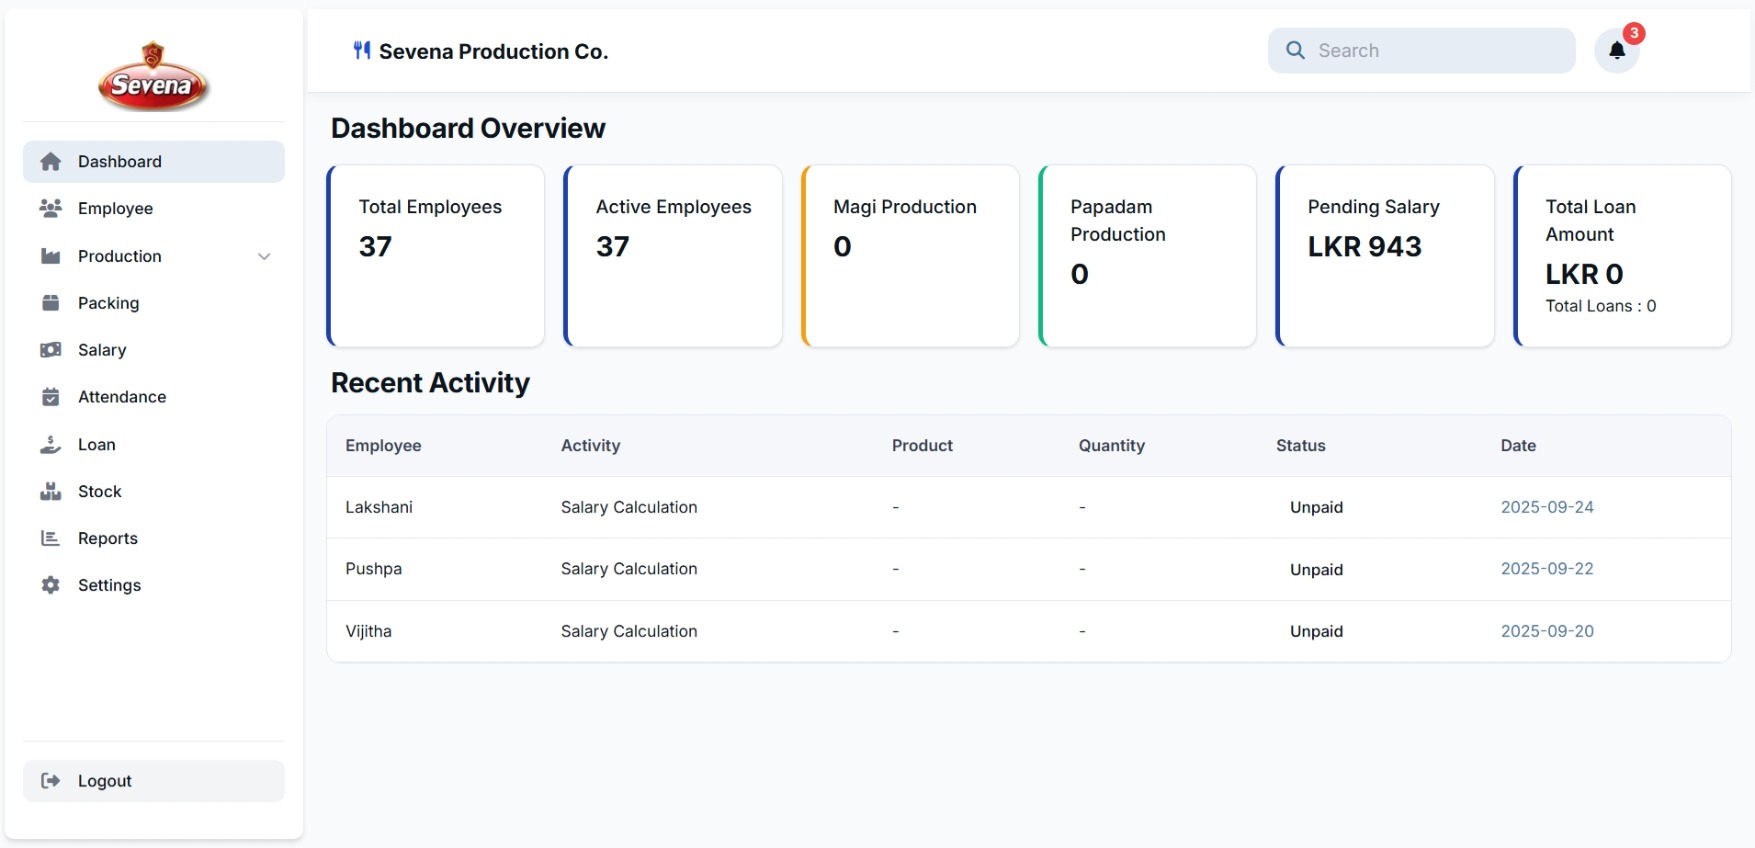 S
Sevena
Dashboard
Employee
Production
Packing
Salary
Attendance
Loan
Stock
Reports
Settings
Logout
Sevena Production Co.
Search
3
Dashboard Overview
Total Employees
37
Active Employees
37
Magi Production
0
Papadam
Production
0
Pending Salary
LKR 943
Total Loan
Amount
LKR 0
Total Loans : 0
Recent Activity
Employee Activity Product Quantity Status Date
Lakshani Salary Calculation - - Unpaid 2025-09-24
Pushpa Salary Calculation - - Unpaid 2025-09-22
Vijitha Salary Calculation - - Unpaid 2025-09-20